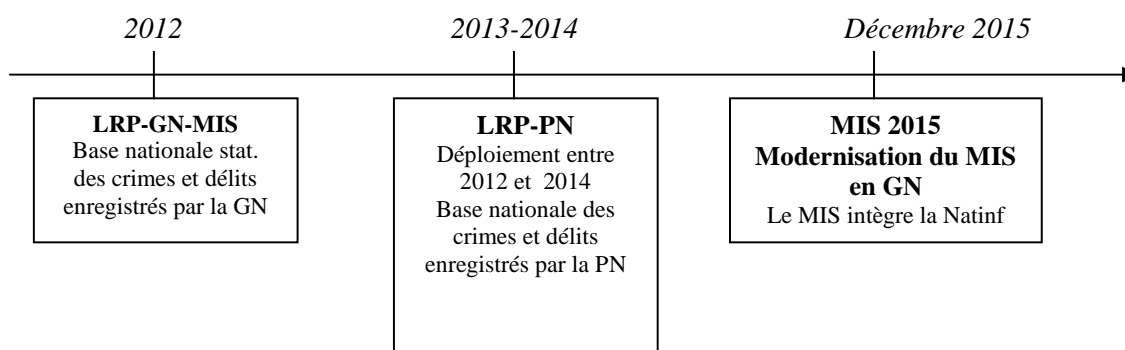 2012
2013-2014
Décembre 2015
LRP-GN-MIS
Base nationale stat.
des crimes et délits
enregistrés par la GN
LRP-PN
Déploiement entre
2012 et 2014
Base nationale des
crimes et délits
enregistrés par la PN
MIS 2015
Modernisation du MIS
en GN
Le MIS intègre la Natinf